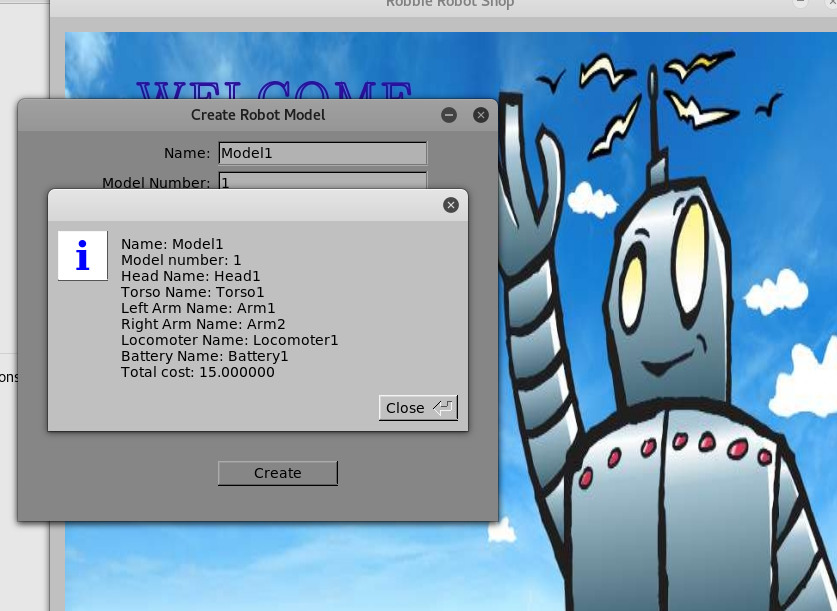 Robbie Robot Shop
WELCOME
Create Robot Model
Name: Model1
Model Number: 1
i
Name: Model1
Model number: 1
Head Name: Head1
Torso Name: Torso1
Left Arm Name: Arm1
Right Arm Name: Arm2
Locomoter Name: Locomoter1
Battery Name: Battery1
Total cost: 15.000000
ons
Close
Create